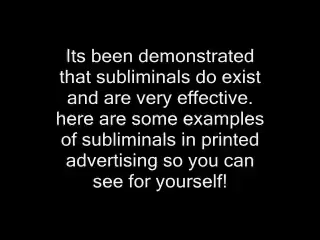 Its been demonstrated
that subliminals do exist
and are very effective.
here are some examples
of subliminals in printed
advertising so you can
see for yourself!